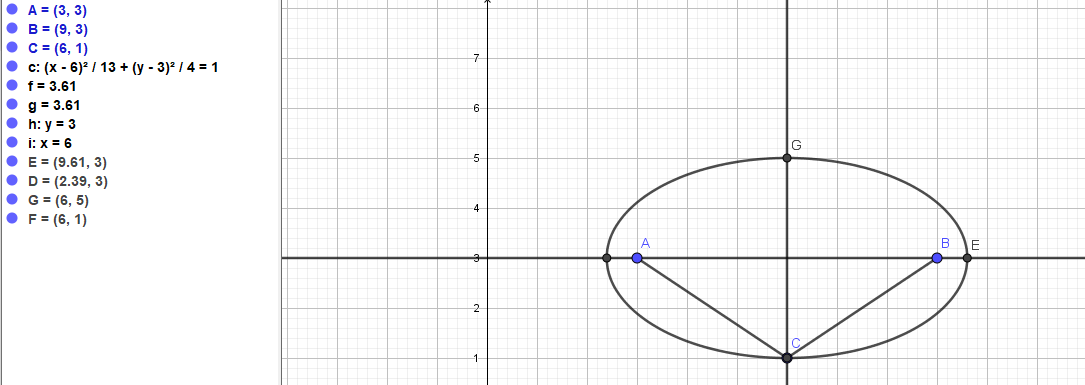 A = (3, 3)
B = (9, 3)
C = (6, 1)
c: (x - 6)² / 13 + (y - 3)² / 4 = 1
f = 3.61
g = 3.61
h: y = 3
i: x = 6
E = (9.61, 3)
D = (2.39, 3)
G = (6, 5)
F = (6, 1)
7
6
5
G
4
A
B
E
3
2
C
1